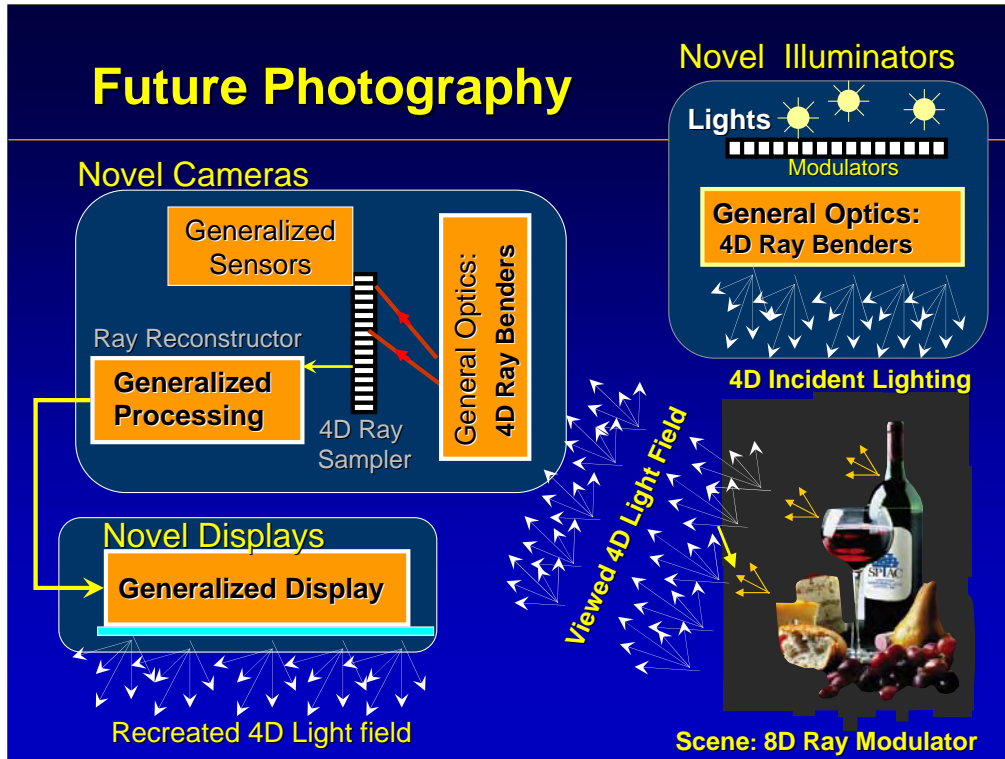 Future Photography
Novel Illuminators
Lights
Modulators
General Optics:
4D Ray Benders
4D Incident Lighting
Novel Cameras
Generalized
Sensors
General Optics:
4D Ray Benders
Ray Reconstructor
Generalized
Processing
4D Ray
Sampler
Viewed 4D Light Field
Novel Displays
Generalized Display
Recreated 4D Light field
Scene: 8D Ray Modulator